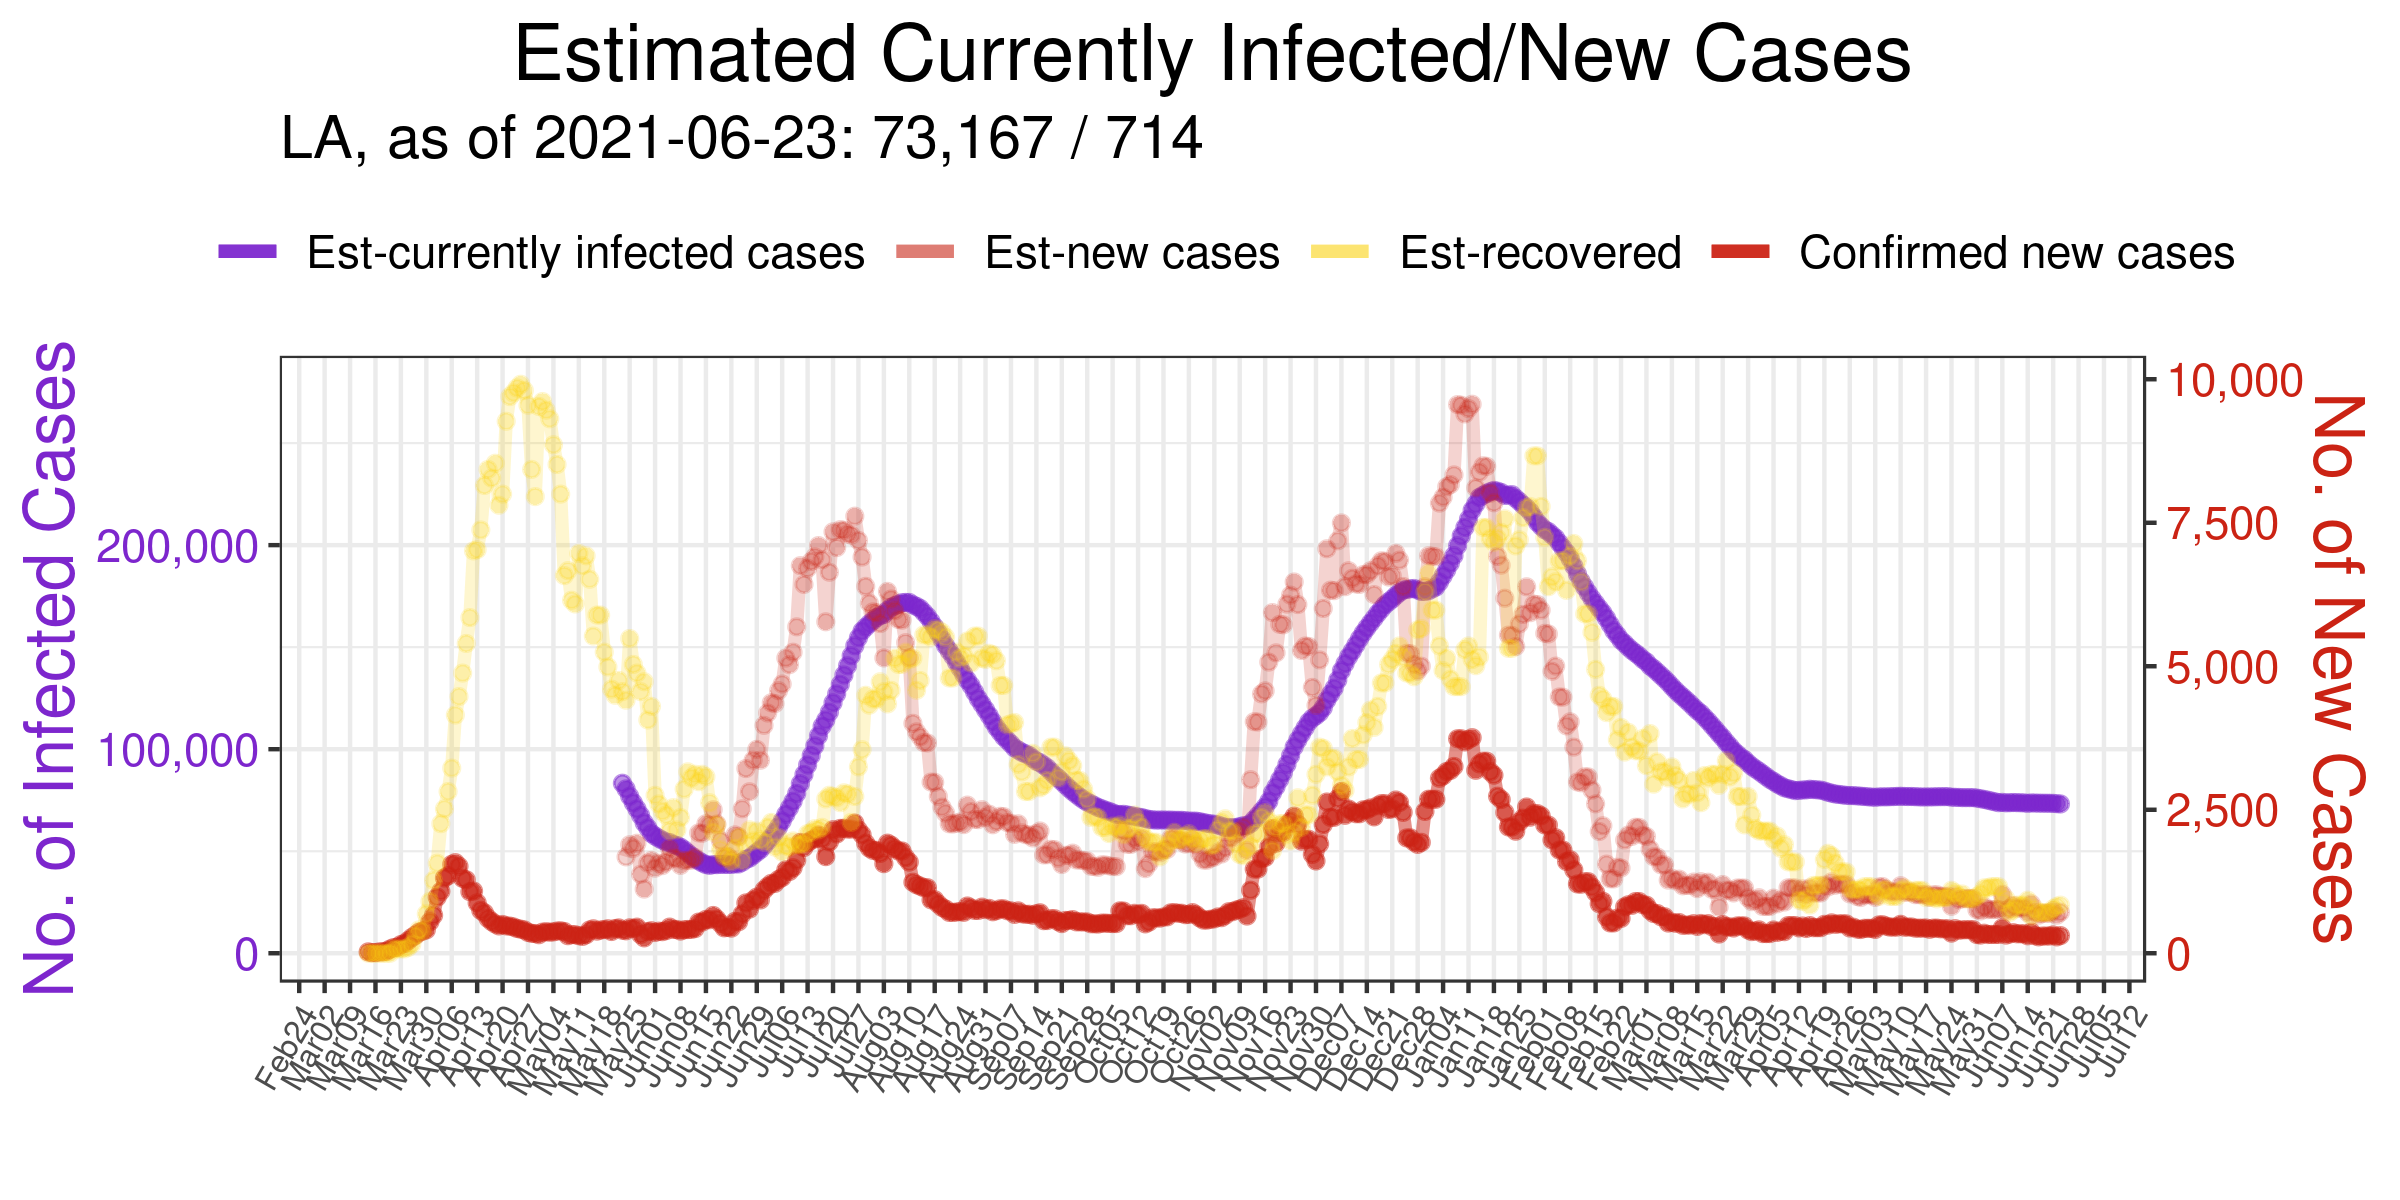 Estimated Currently Infected/New Cases
LA, as of 2021-06-23: 73,167 / 714
Est-currently infected cases Est-new cases Est-recovered Confirmed new cases
No. of Infected Cases
200,000
100,000
0
10,000
7,500
5,000
2,500
0
No. of New Cases
Feb24 Mar02 Mar09 Mar16 Mar23 Mar30 Apr06 Apr13 Apr20 Apr27 May04 May11 May18 May25 Jun01 Jun08 Jun15 Jun22 Jun29 Jul06 Jul13 Jul20 Jul27 Aug03 Aug10 Aug17 Aug24 Aug31 Sep07 Sep14 Sep21 Sep28 Oct05 Oct12 Oct19 Oct26 Nov02 Nov09 Nov16 Nov23 Nov30 Dec07 Dec14 Dec21 Dec28 Jan04 Jan11 Jan18 Jan25 Feb01 Feb08 Feb15 Feb22 Mar01 Mar08 Mar15 Mar22 Mar29 Apr05 Apr12 Apr19 Apr26 May03 May10 May17 May24 May31 Jun07 Jun14 Jun21 Jun28 Jul05 Jul12